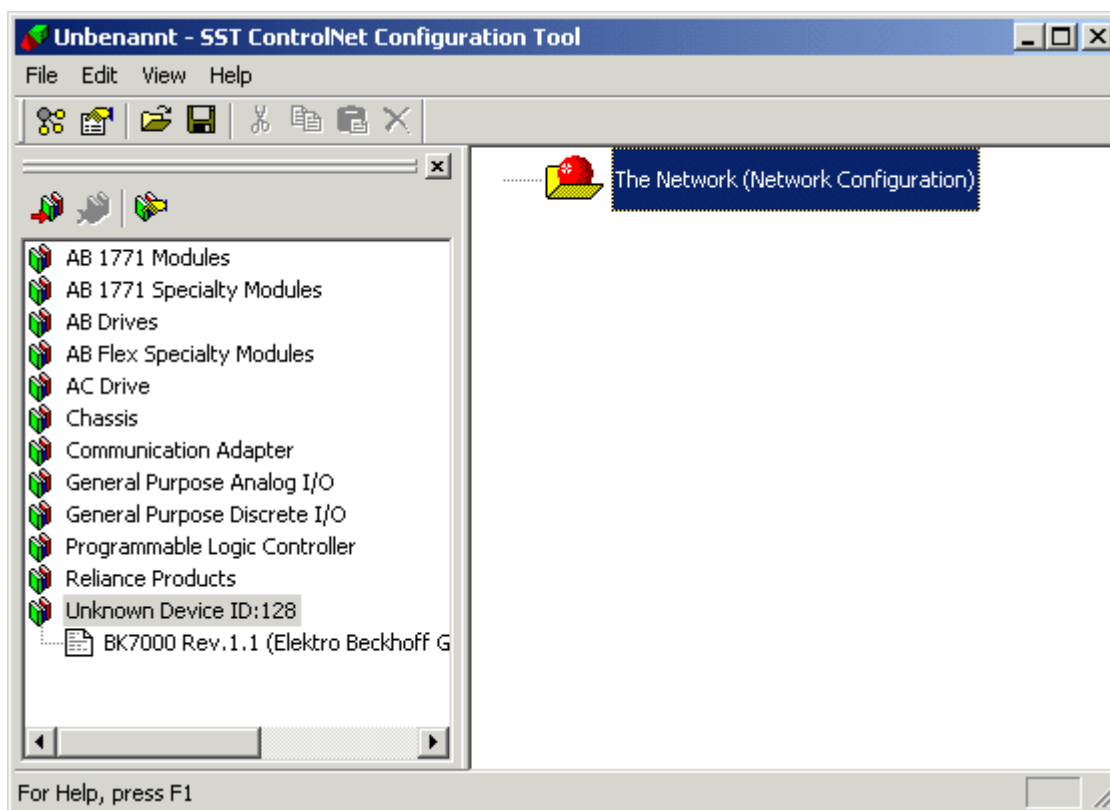 Unbenannt - SST ControlNet Configuration Tool
File Edit View Help
The Network (Network Configuration)
AB 1771 Modules
AB 1771 Specialty Modules
AB Drives
AB Flex Specialty Modules
AC Drive
Chassis
Communication Adapter
General Purpose Analog I/O
General Purpose Discrete I/O
Programmable Logic Controller
Reliance Products
Unknown Device ID:128
BK7000 Rev.1.1 (Elektro Beckhoff G
For Help, press F1